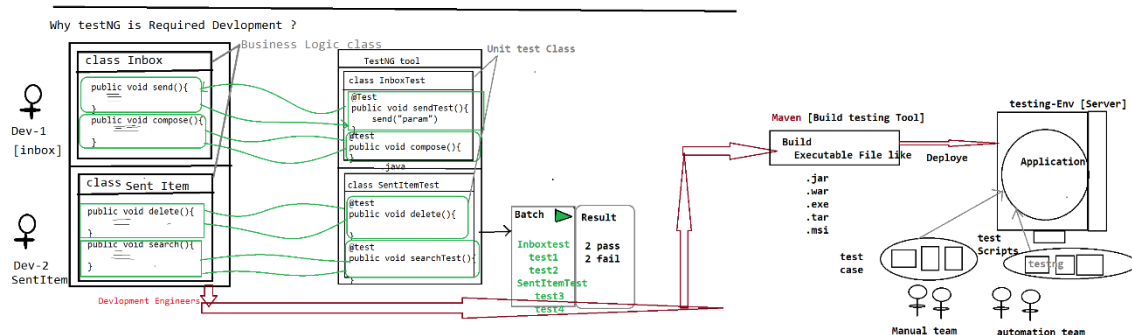 Why testNG is Required Devlopment ?
Business Logic class
class Inbox
public void send(){
}
public void compose(){
}
Dev-1
[inbox]
class Sent Item
public void delete(){
}
public void search(){
}
Dev-2
SentItem
Devlopment Engineers
Unit test Class
TestNG tool
class InboxTest
@Test
public void sendTest(){
send("param")
}
@test
public void compose(){
}
java
class SentItemTest
@test
public void delete(){
}
@test
public void searchTest(){
}
Batch
Inboxtest
test1
test2
SentItemTest
test3
test4
Result
2 pass
2 fail
Maven [Build testing Tool]
Build
Executable File like
.jar
.war
.exe
.tar
.msi
Deploye
testing-Env [Server]
Application
test
case
test
Scripts
testng
Manual team
automation team